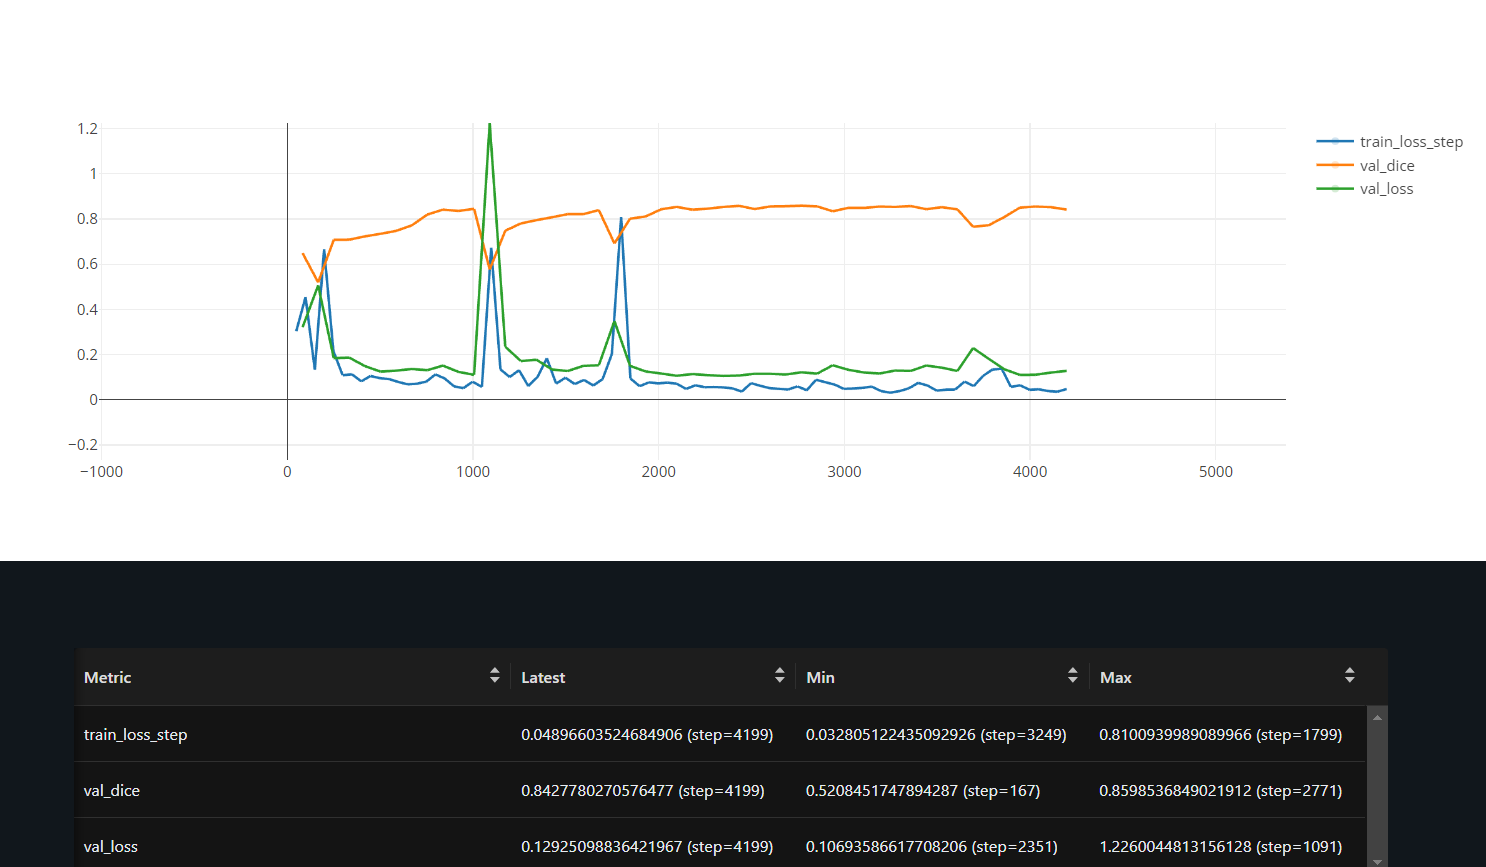 1.2
1
0.8
0.6
0.4
0.2
0
−0.2
−1000 0 1000 2000 3000 4000 5000
train_loss_step
val_dice
val_loss
Metric Latest Min Max
train_loss_step 0.04896603524684906 (step=4199) 0.032805122435092926 (step=3249) 0.8100939989089966 (step=1799)
val_dice 0.8427780270576477 (step=4199) 0.5208451747894287 (step=167) 0.8598536849021912 (step=2771)
val_loss 0.12925098836421967 (step=4199) 0.10693586617708206 (step=2351) 1.2260044813156128 (step=1091)